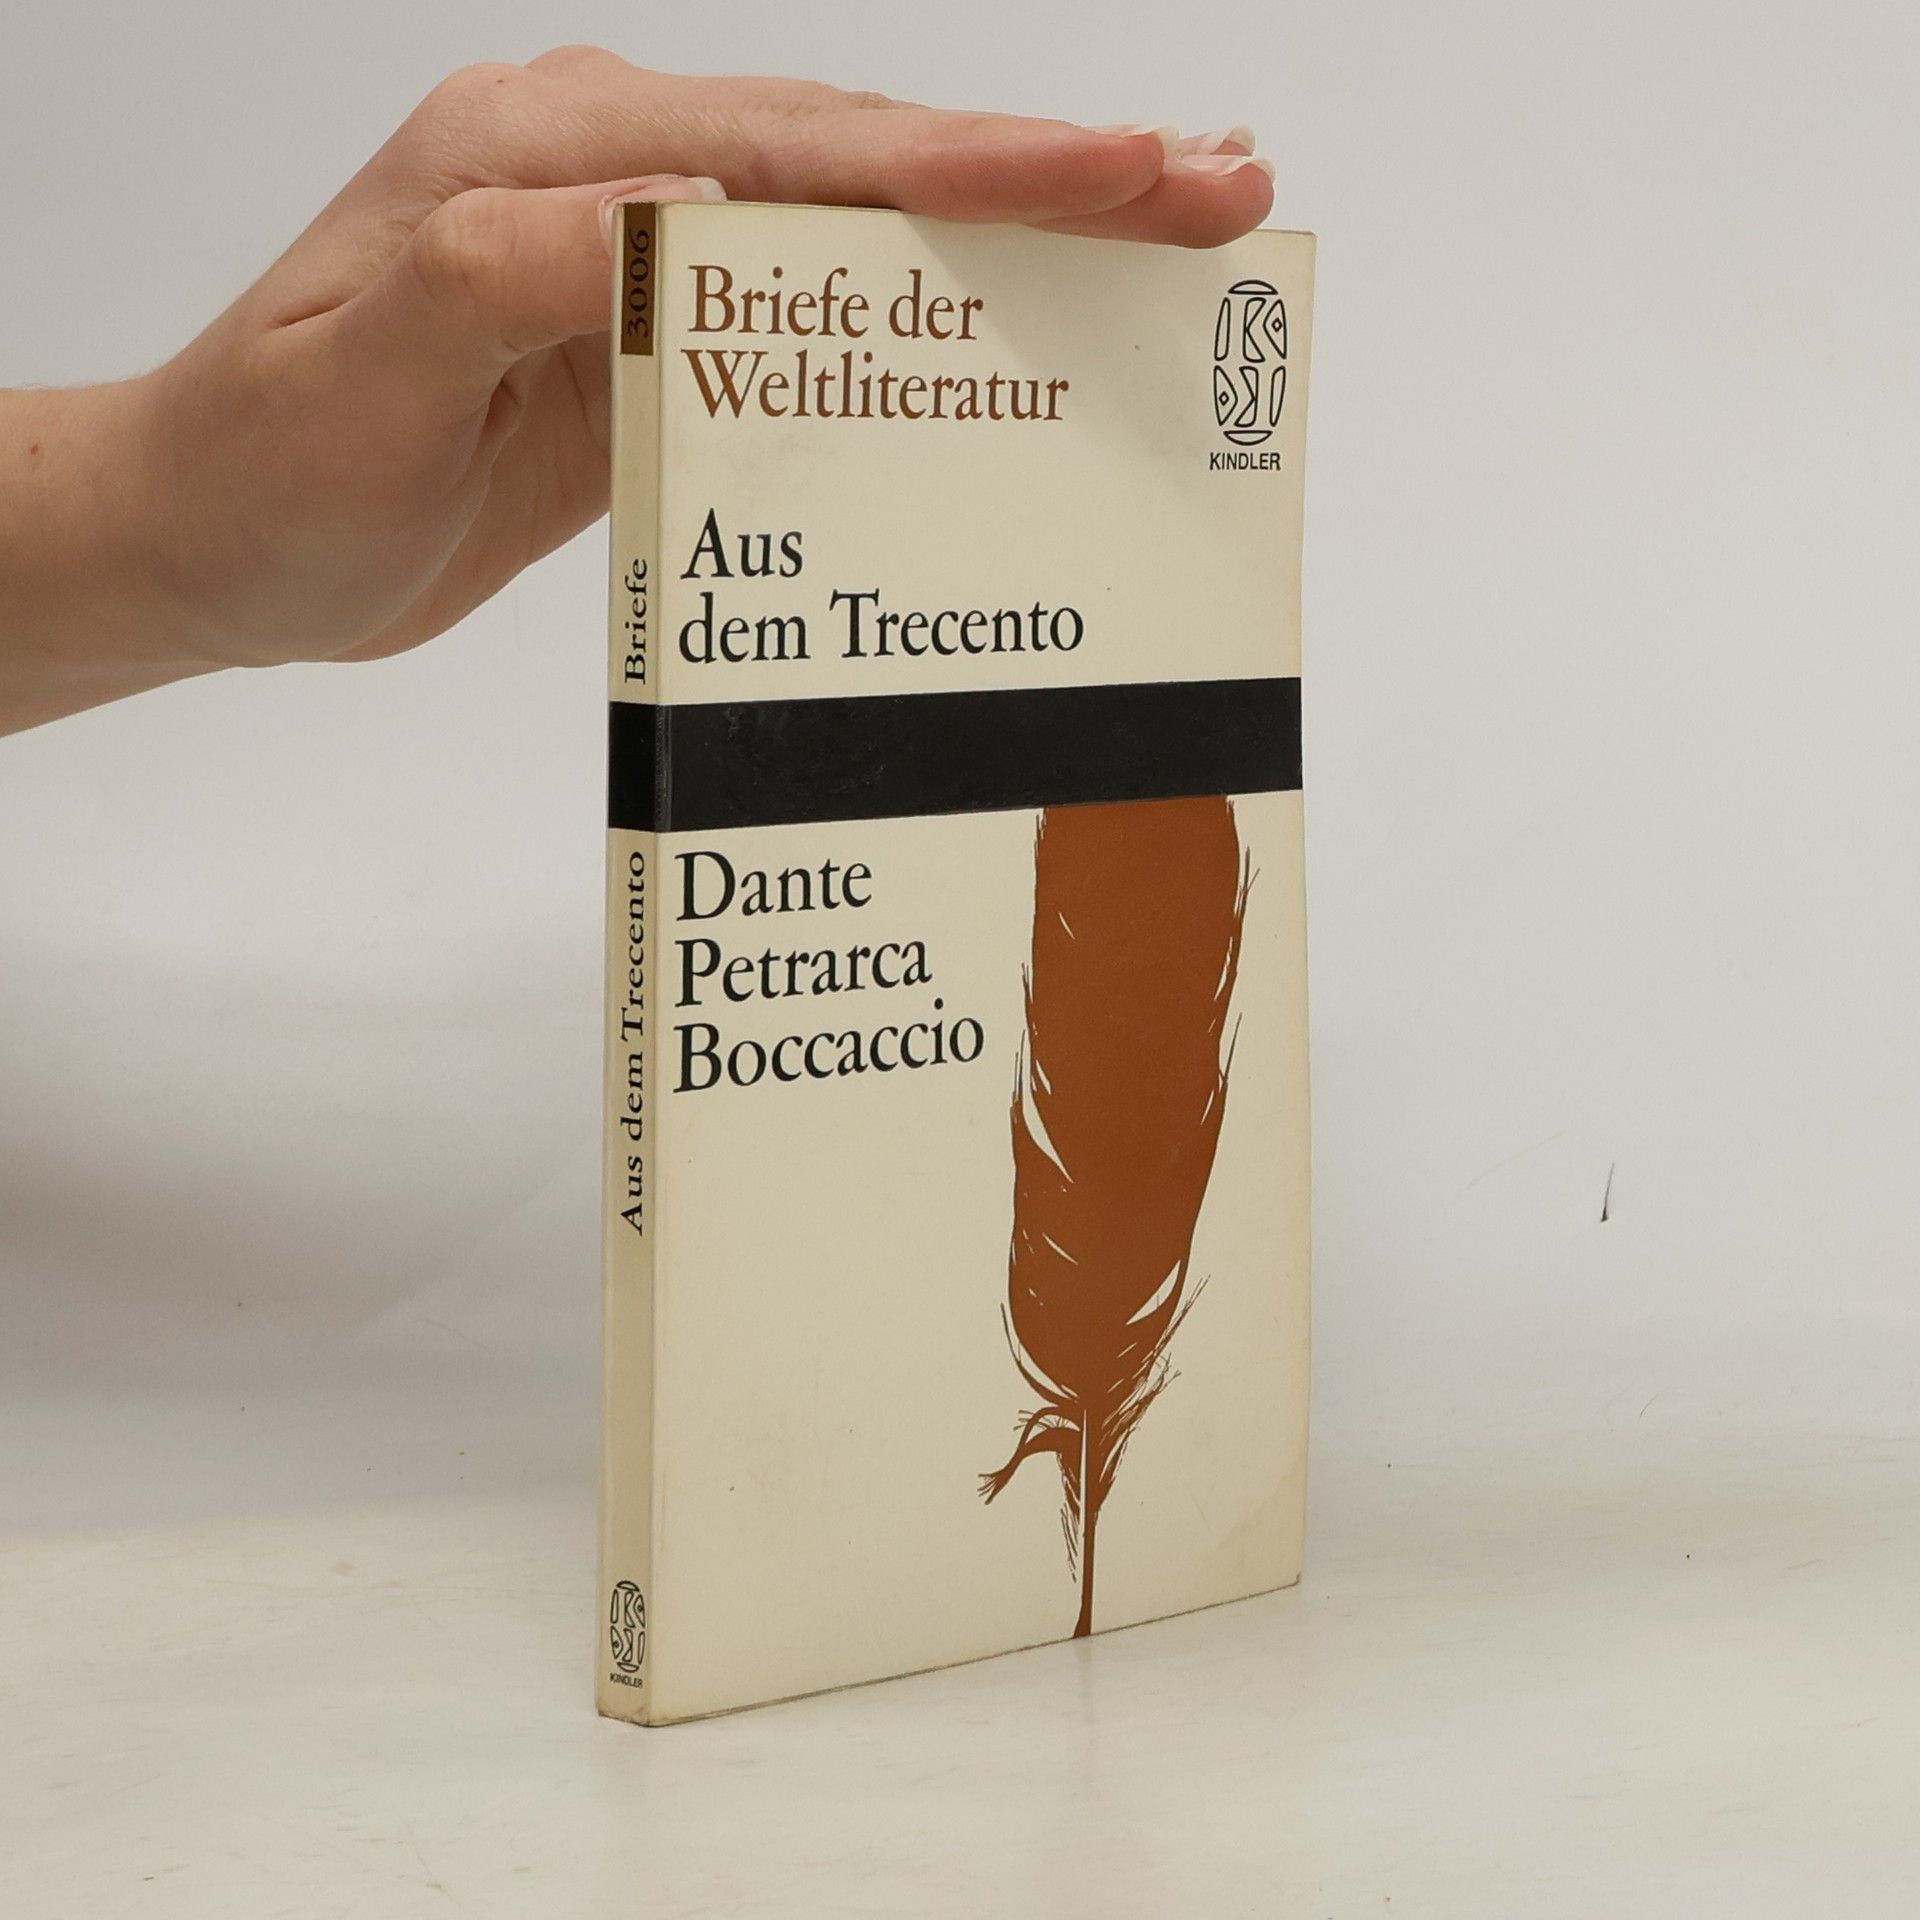 3006
Briefe
Aus dem Trecento
KINDLER
Briefe der
Weltliteratur
KINDLER
Aus
dem Trecento
Dante
Petrarca
Boccaccio